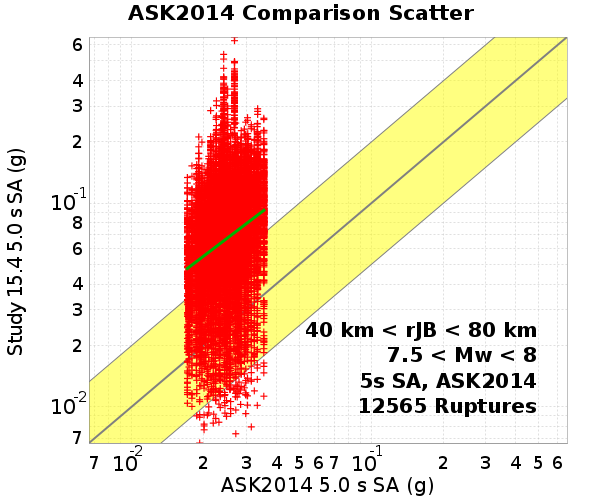 ASK2014 Comparison Scatter
6
4
3
2
10-1
8
6
4
3
2
10-2
7
Study 15.4 5.0 s SA (g)
40 km < rJB < 80 km
7.5 < Mw < 8
5s SA, ASK2014
12565 Ruptures
7 10-2 2 3 4 5 6 7 10-1 2 3 4 5 6
ASK2014 5.0 s SA (g)